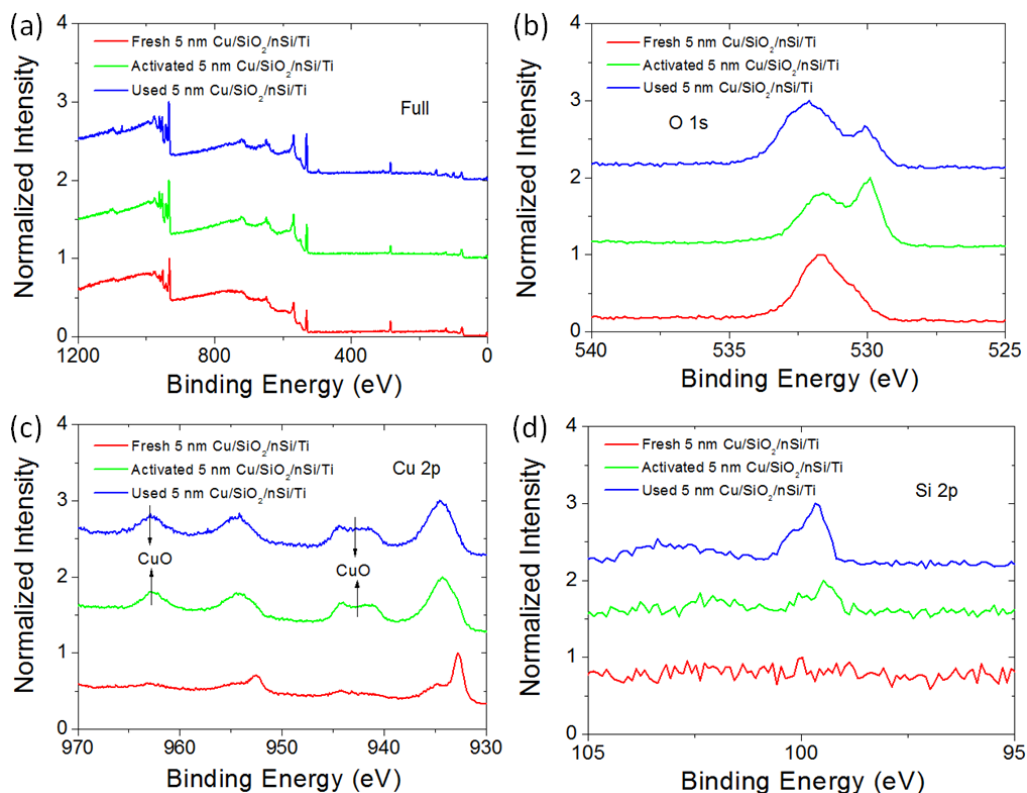 (a)
Fresh 5 nm Cu/SiO₂/nSi/Ti
Activated 5 nm Cu/SiO₂/nSi/Ti
Used 5 nm Cu/SiO₂/nSi/Ti
Full
Normalized Intensity
4
3
2
1
0
1200
800
400
0
Binding Energy (eV)
(b)
Fresh 5 nm Cu/SiO₂/nSi/Ti
Activated 5 nm Cu/SiO₂/nSi/Ti
Used 5 nm Cu/SiO₂/nSi/Ti
O 1s
Normalized Intensity
4
3
2
1
0
540
535
530
525
Binding Energy (eV)
(c)
Fresh 5 nm Cu/SiO₂/nSi/Ti
Activated 5 nm Cu/SiO₂/nSi/Ti
Used 5 nm Cu/SiO₂/nSi/Ti
Cu 2p
CuO
CuO
Normalized Intensity
4
3
2
1
0
970
960
950
940
930
Binding Energy (eV)
(d)
Fresh 5 nm Cu/SiO₂/nSi/Ti
Activated 5 nm Cu/SiO₂/nSi/Ti
Used 5 nm Cu/SiO₂/nSi/Ti
Si 2p
Normalized Intensity
4
3
2
1
0
105
100
95
Binding Energy (eV)